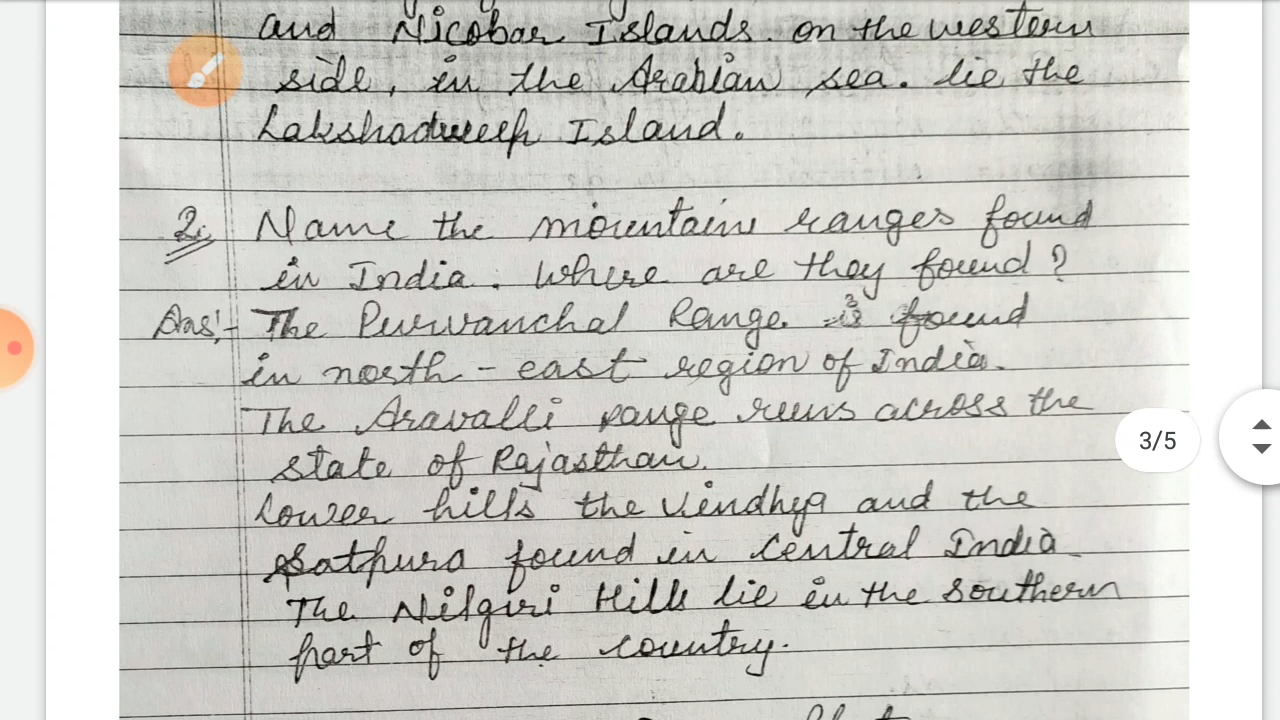 and Nicobar Islands. on the western
side, in the Arabian sea. lie the
Lakshadweep Island.
2. Name the mountains ranges found
in India. Where are they found?
Ans:- The Purvanchal Range is found
in north - east region of India.
The Aravalli range runs across the
state of Rajasthan.
Lower hills the Vindhya and the
Sathpura found in Central India
The Nilgiri Hills lie in the Southern
part of the country.
3/5